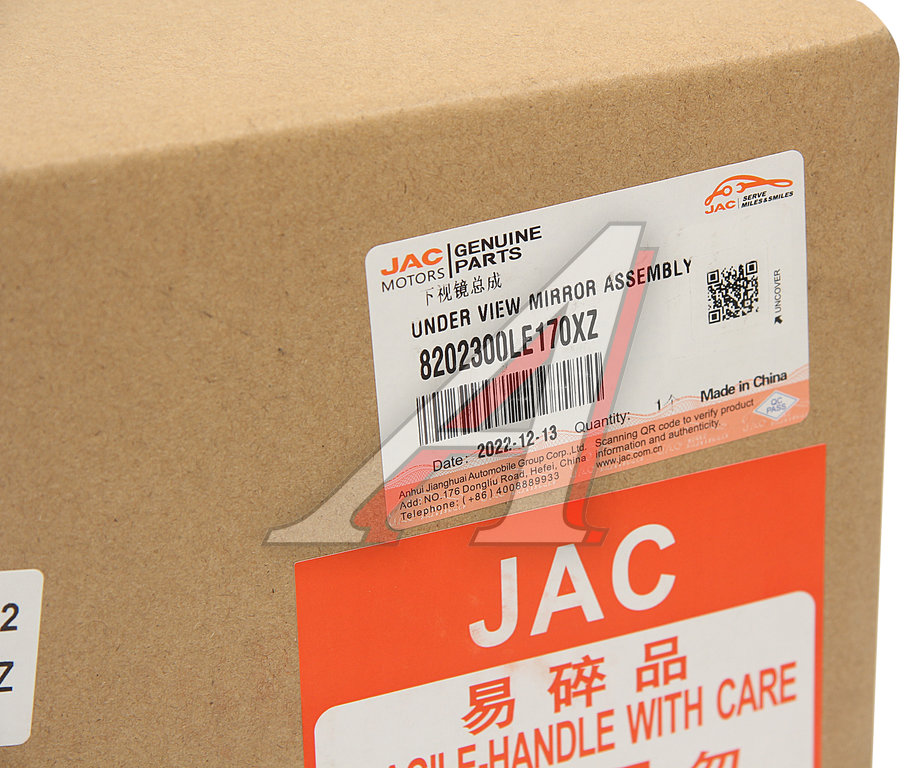 JAC MOTORS GENUINE PARTS
JAC SERVE MILES&SMILES
下视镜总成
UNDER VIEW MIRROR ASSEMBLY
8202300LE170XZ
UNCOVER
Date: 2022-12-13 Quantity: 1 个 Made in China
QC PASS
Anhui Jianghuai Automobile Group Corp.,Ltd.
Add: NO.176 Dongliu Road, Hefei, China
Telephone: (+86) 4008889933
Scanning QR code to verify product
information and authenticity.
www.jac.com.cn
JAC
易碎品
-HANDLE WITH CARE
2
Z